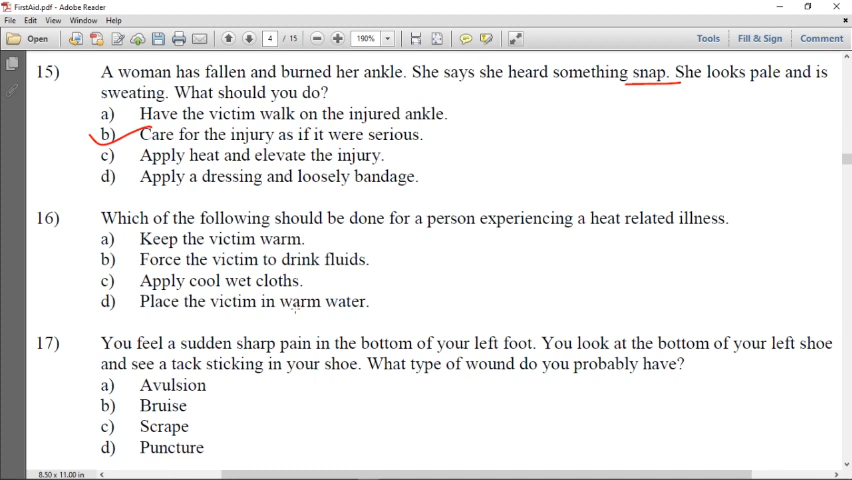 FirstAid.pdf - Adobe Reader
File Edit View Window Help
Open 4 / 15 190% Tools Fill & Sign Comment
15) A woman has fallen and burned her ankle. She says she heard something snap. She looks pale and is
sweating. What should you do?
a) Have the victim walk on the injured ankle.
b) Care for the injury as if it were serious.
c) Apply heat and elevate the injury.
d) Apply a dressing and loosely bandage.
16) Which of the following should be done for a person experiencing a heat related illness.
a) Keep the victim warm.
b) Force the victim to drink fluids.
c) Apply cool wet cloths.
d) Place the victim in warm water.
17) You feel a sudden sharp pain in the bottom of your left foot. You look at the bottom of your left shoe
and see a tack sticking in your shoe. What type of wound do you probably have?
a) Avulsion
b) Bruise
c) Scrape
d) Puncture
8.50 x 11.00 in